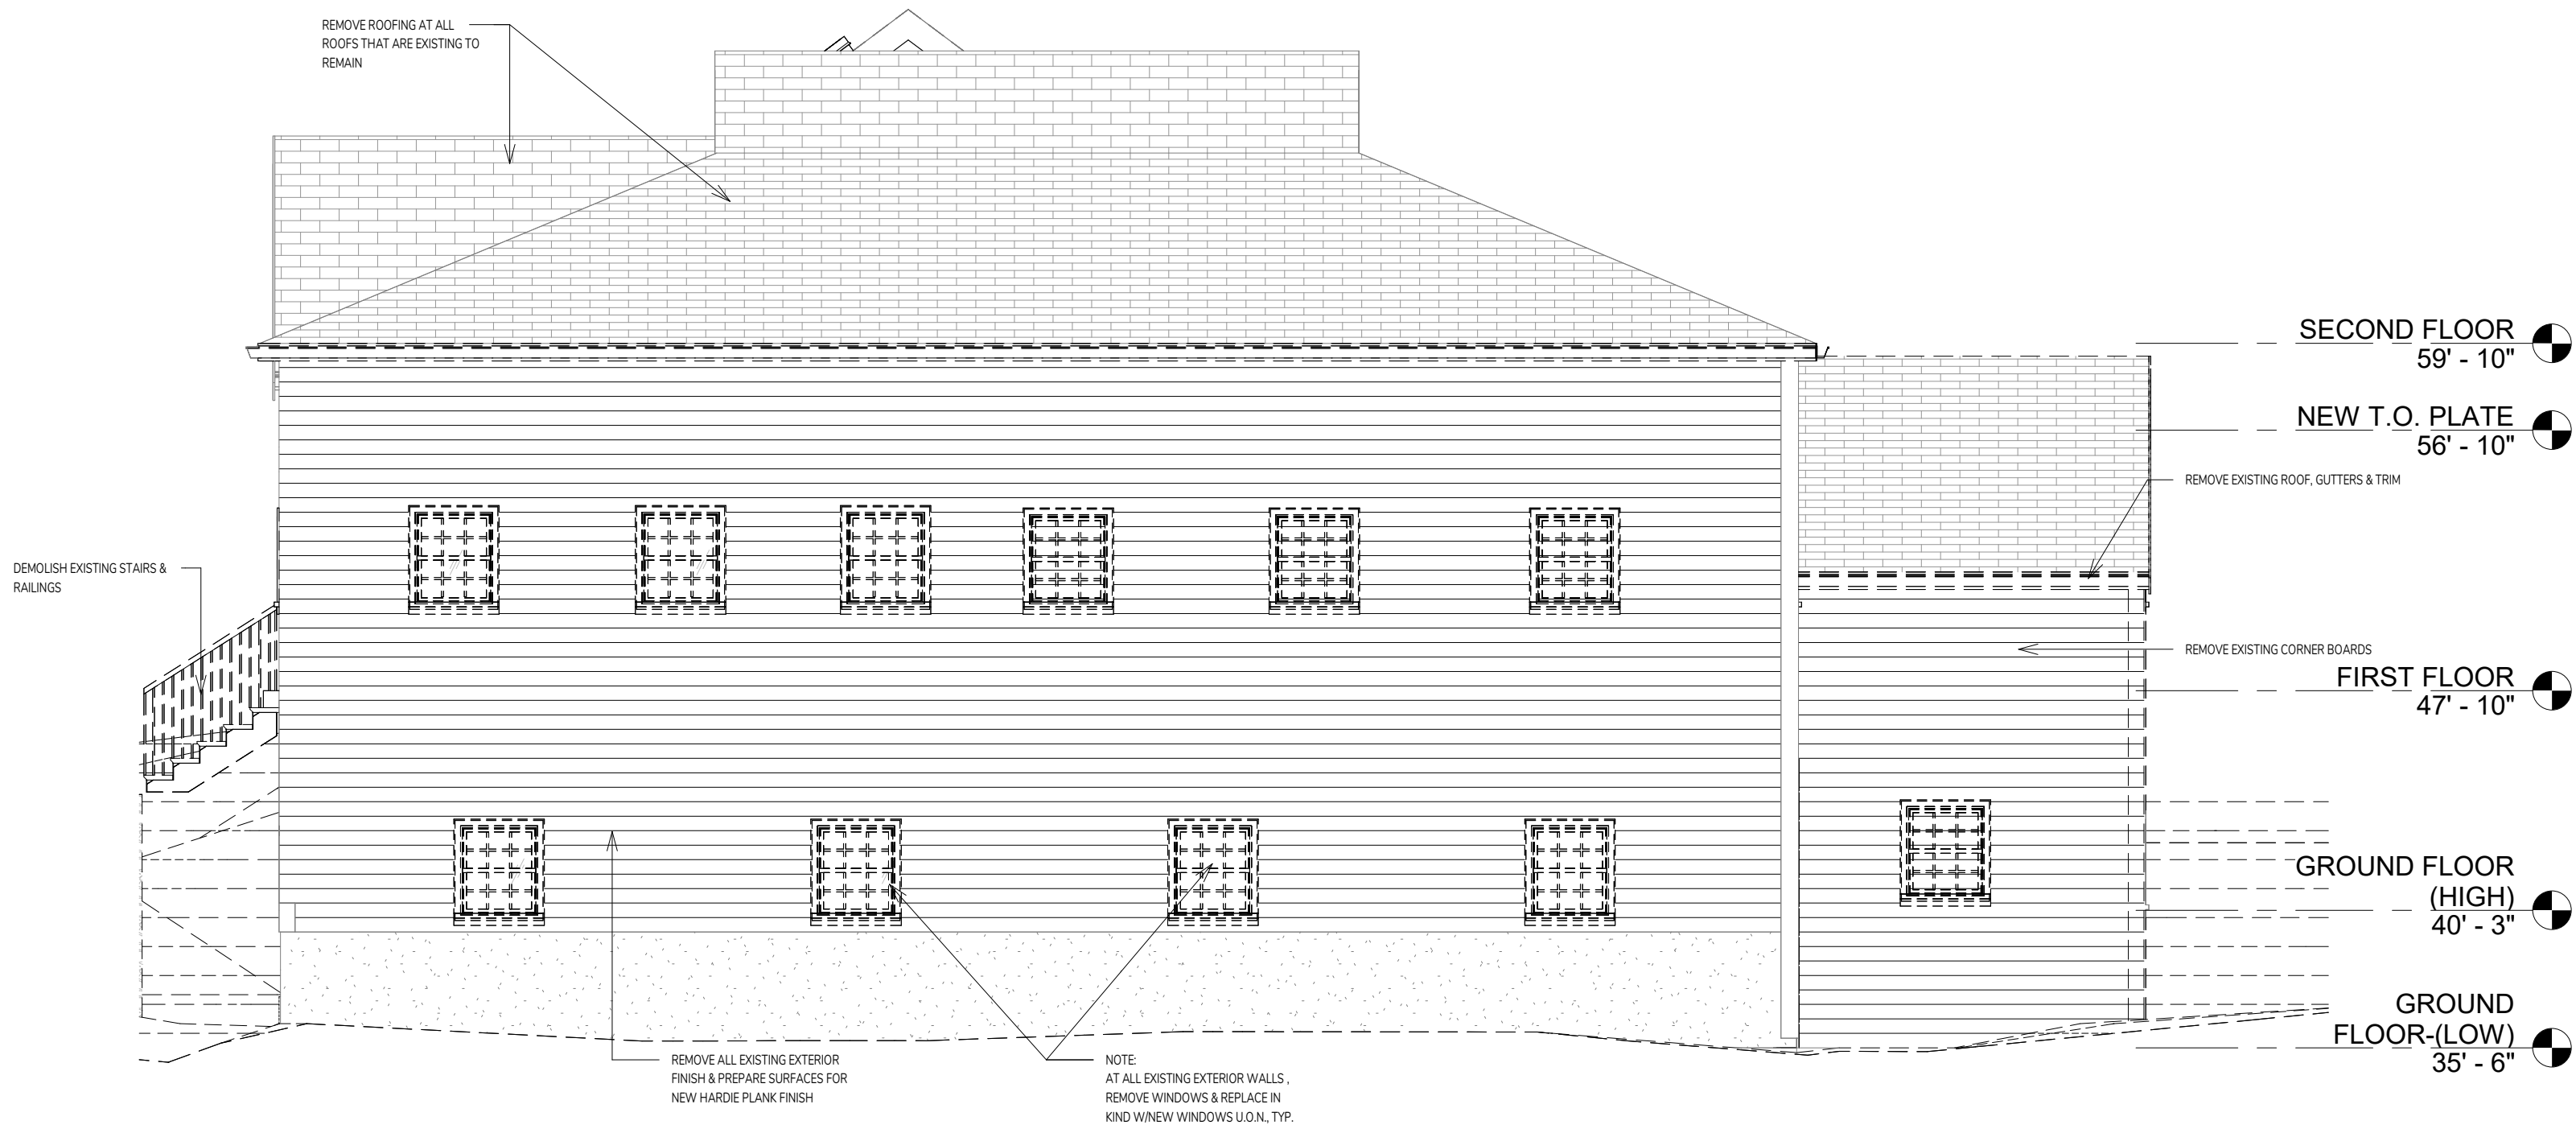 REMOVE ROOFING AT ALL
ROOFS THAT ARE EXISTING TO
REMAIN
SECOND FLOOR
59' - 10"
NEW T.O. PLATE
56' - 10"
REMOVE EXISTING ROOF, GUTTERS & TRIM
DEMOLISH EXISTING STAIRS &
RAILINGS
REMOVE EXISTING CORNER BOARDS
FIRST FLOOR
47' - 10"
GROUND FLOOR
(HIGH)
40' - 3"
GROUND
FLOOR-(LOW)
35' - 6"
REMOVE ALL EXISTING EXTERIOR
FINISH & PREPARE SURFACES FOR
NEW HARDIE PLANK FINISH
NOTE:
AT ALL EXISTING EXTERIOR WALLS ,
REMOVE WINDOWS & REPLACE IN
KIND W/NEW WINDOWS U.O.N., TYP.